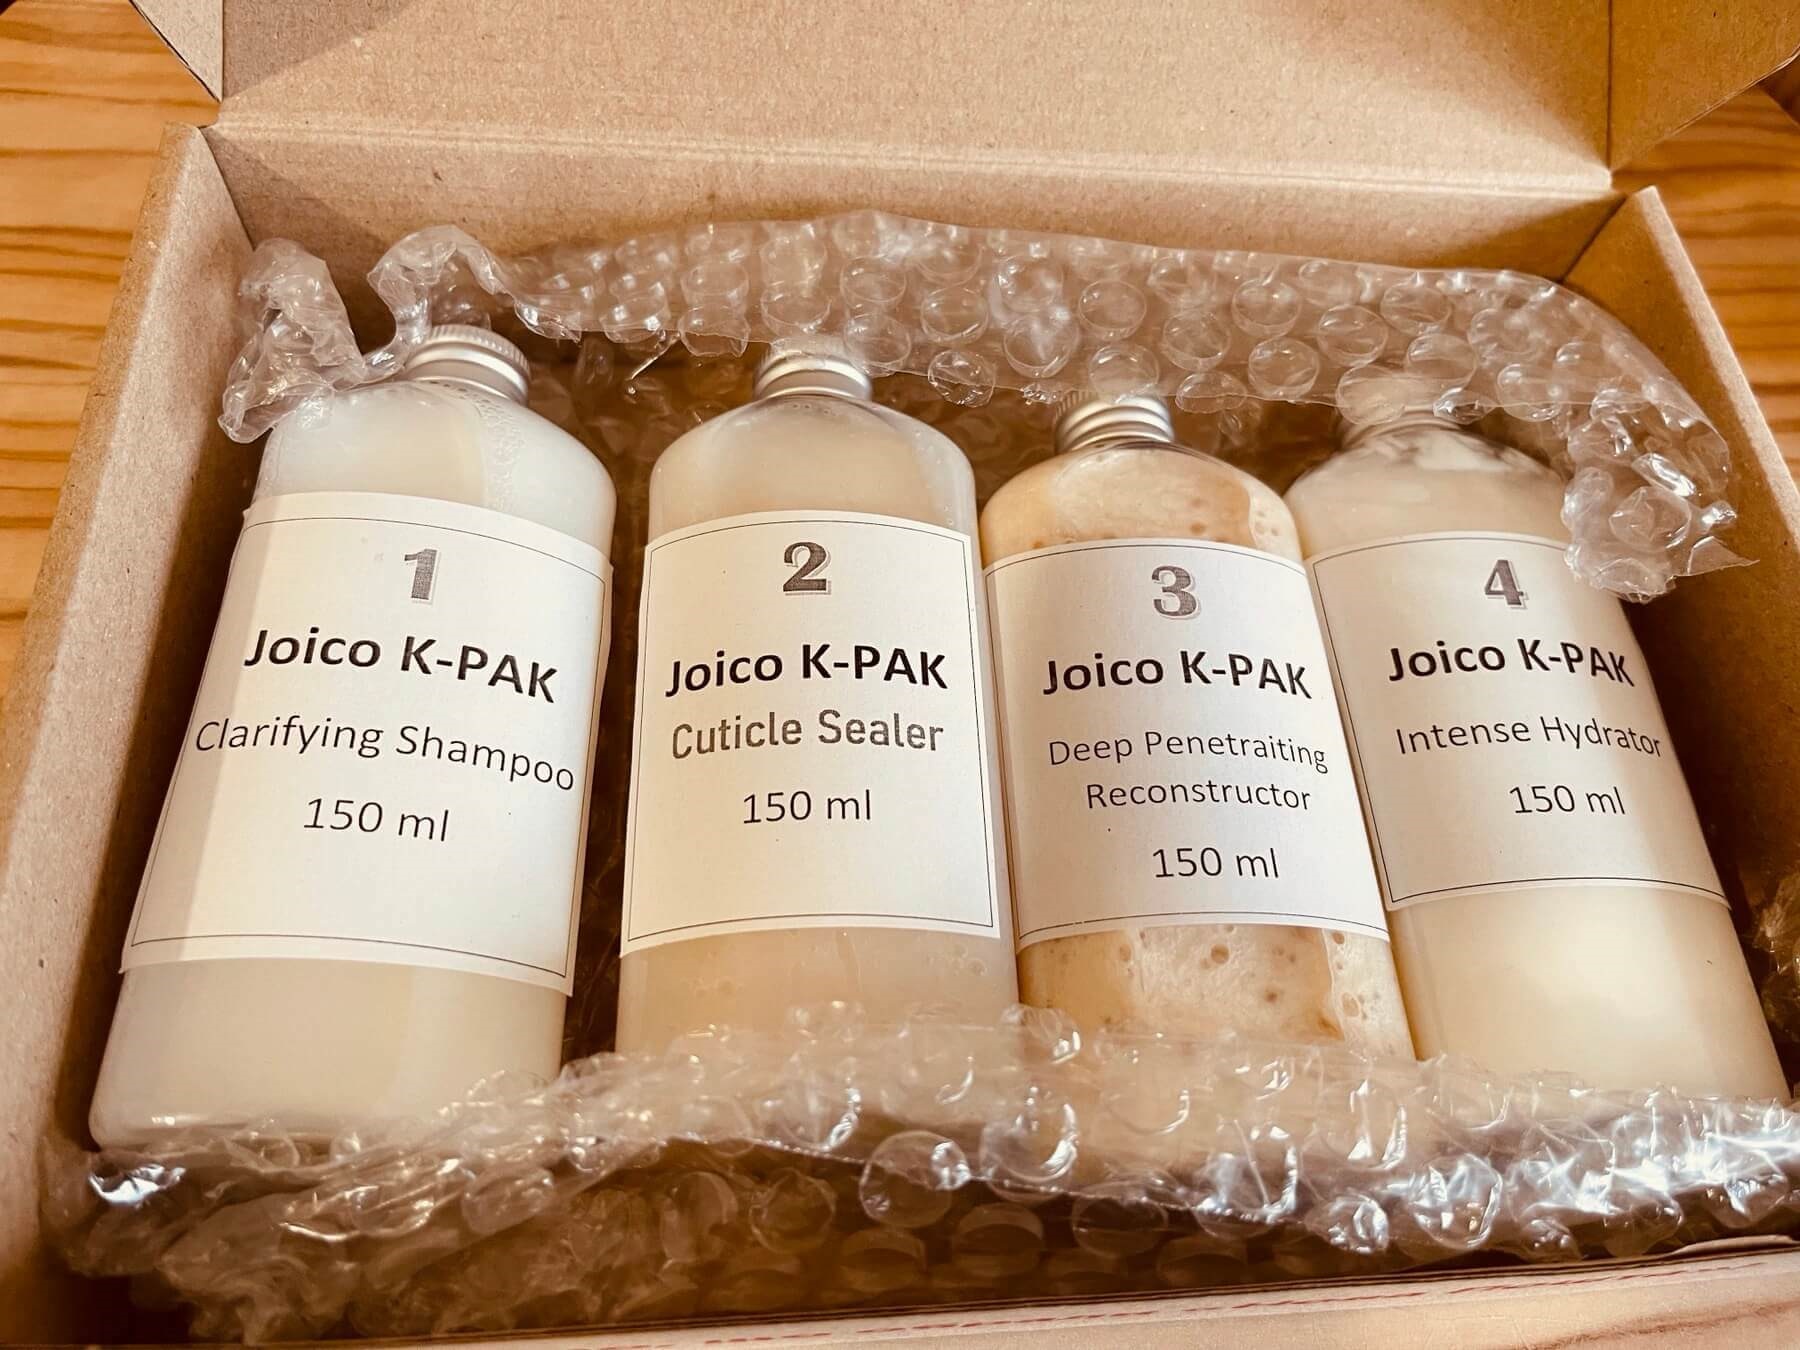 1
Joico K-PAK
Clarifying Shampoo
150 ml
2
Joico K-PAK
Cuticle Sealer
150 ml
3
Joico K-PAK
Deep Penetraiting
Reconstructor
150 ml
4
Joico K-PAK
Intense Hydrator
150 ml